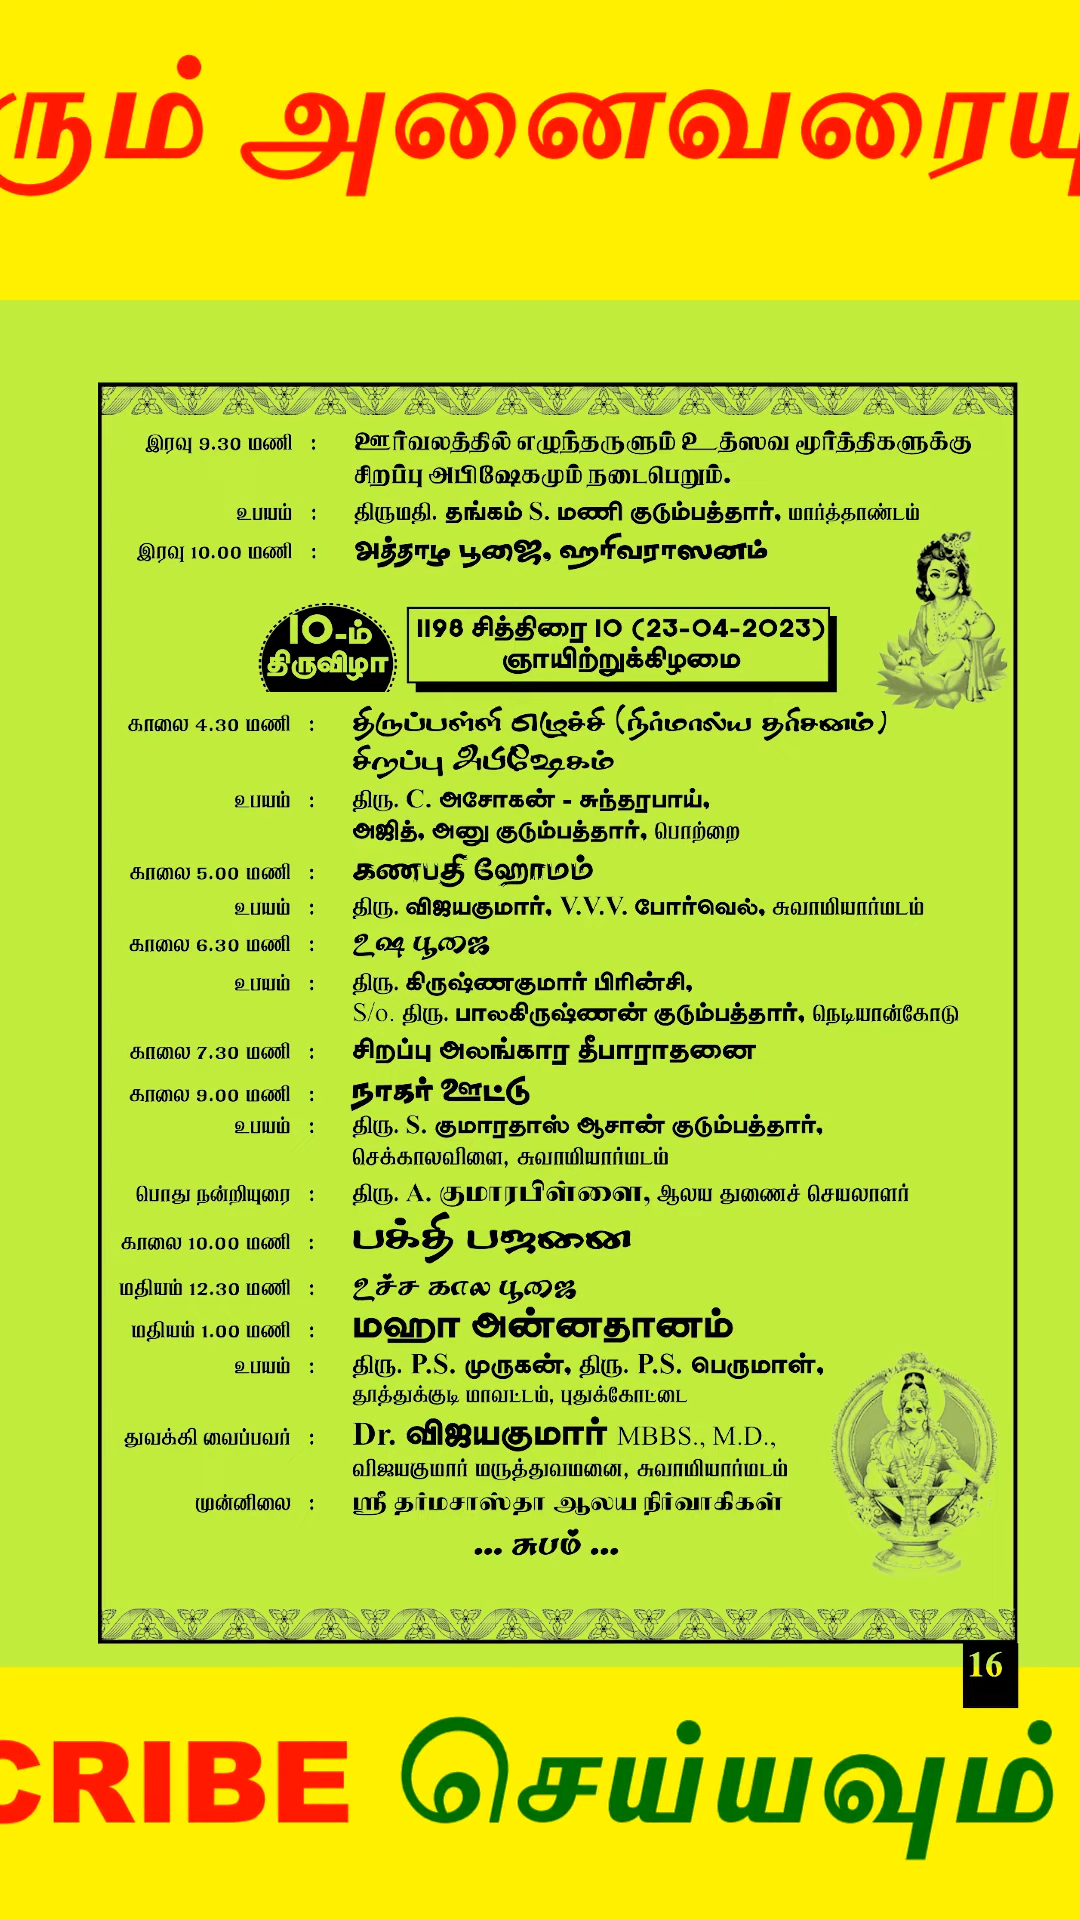 ரும் அனைவரையு
இரவு 9.30 மணி : ஊர்வலத்தில் எழுந்தருளும் உத்ஸவ மூர்த்திகளுக்கு
சிறப்பு அபிஷேகமும் நடைபெறும்.
உபயம் : திருமதி. தங்கம் S. மணி குடும்பத்தார், மார்த்தாண்டம்
இரவு 10.00 மணி : அத்தாழ பூஜை, ஹரிவராஸனம்
10-ம் திருவிழா
1198 சித்திரை 10 (23-04-2023)
ஞாயிற்றுக்கிழமை
காலை 4.30 மணி : திருப்பள்ளி எழுச்சி (நிர்மால்ய தரிசனம்)
சிறப்பு அபிஷேகம்
உபயம் : திரு. C. அசோகன் - சுந்தரபாய்,
அஜித், அனு குடும்பத்தார், பொற்றை
காலை 5.00 மணி : கணபதி ஹோமம்
உபயம் : திரு. விஜயகுமார், V.V.V. போர்வெல், சுவாமியார்மடம்
காலை 6.30 மணி : உஷ பூஜை
உபயம் : திரு. கிருஷ்ணகுமார் பிரின்சி,
S/o. திரு. பாலகிருஷ்ணன் குடும்பத்தார், நெடியான்கோடு
காலை 7.30 மணி : சிறப்பு அலங்கார தீபாராதனை
காலை 9.00 மணி : நாகர் ஊட்டு
உபயம் : திரு. S. குமாரதாஸ் ஆசான் குடும்பத்தார்,
செக்காலவிளை, சுவாமியார்மடம்
பொது நன்றியுரை : திரு. A. குமாரபிள்ளை, ஆலய துணைச் செயலாளர்
காலை 10.00 மணி : பக்தி பஜனை
மதியம் 12.30 மணி : உச்ச கால பூஜை
மதியம் 1.00 மணி : மஹா அன்னதானம்
உபயம் : திரு. P.S. முருகன், திரு. P.S. பெருமாள்,
தூத்துக்குடி மாவட்டம், புதுக்கோட்டை
துவக்கி வைப்பவர் : Dr. விஜயகுமார் MBBS., M.D.,
விஜயகுமார் மருத்துவமனை, சுவாமியார்மடம்
முன்னிலை : ஸ்ரீ தர்மசாஸ்தா ஆலய நிர்வாகிகள்
... சுபம் ...
16
CRIBE செய்யவும்